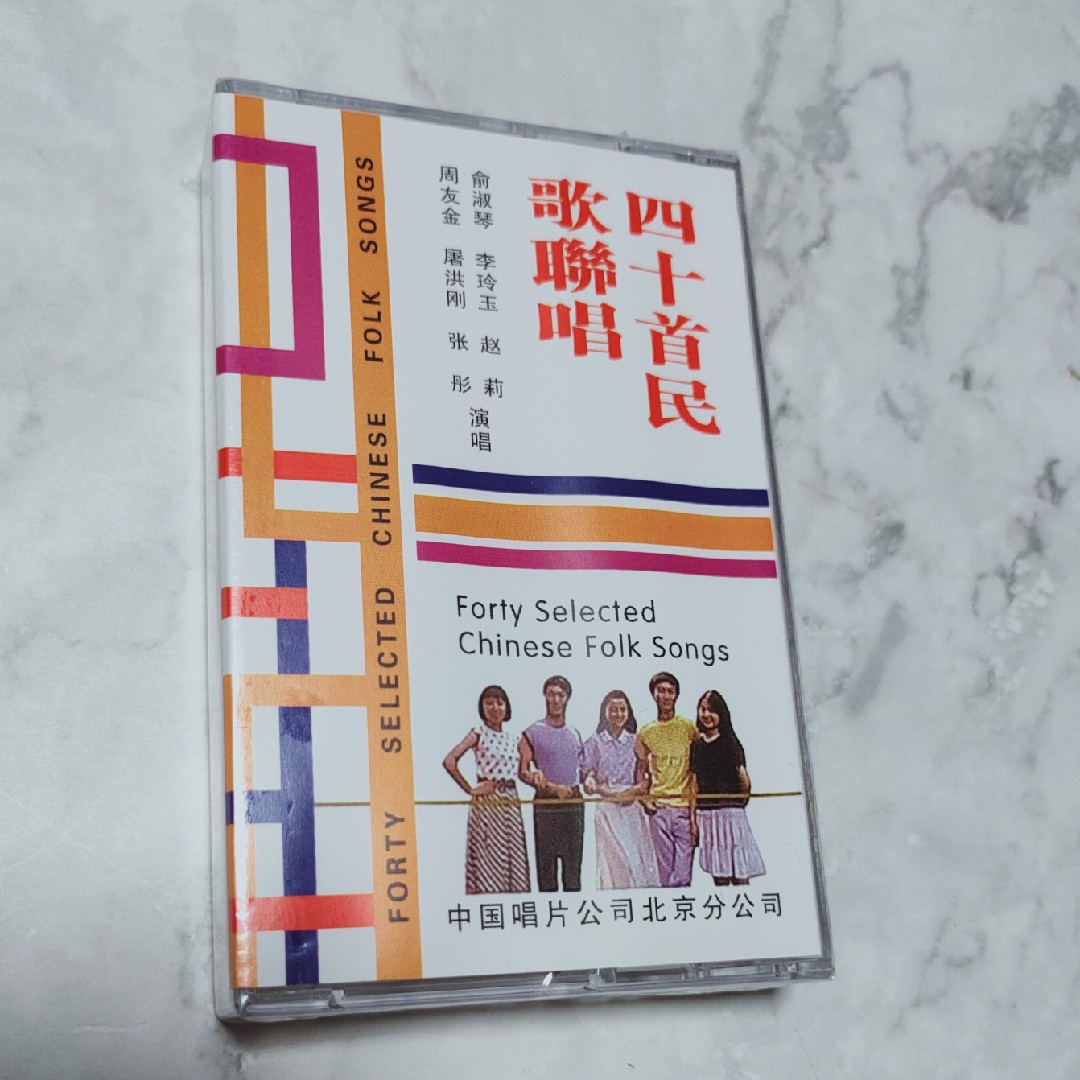 四十首民
歌聯唱
俞淑琴 李玲玉 赵莉
周友金 屠洪刚 张彤
演唱
FORTY SELECTED CHINESE FOLK SONGS
Forty Selected
Chinese Folk Songs
中国唱片公司北京分公司